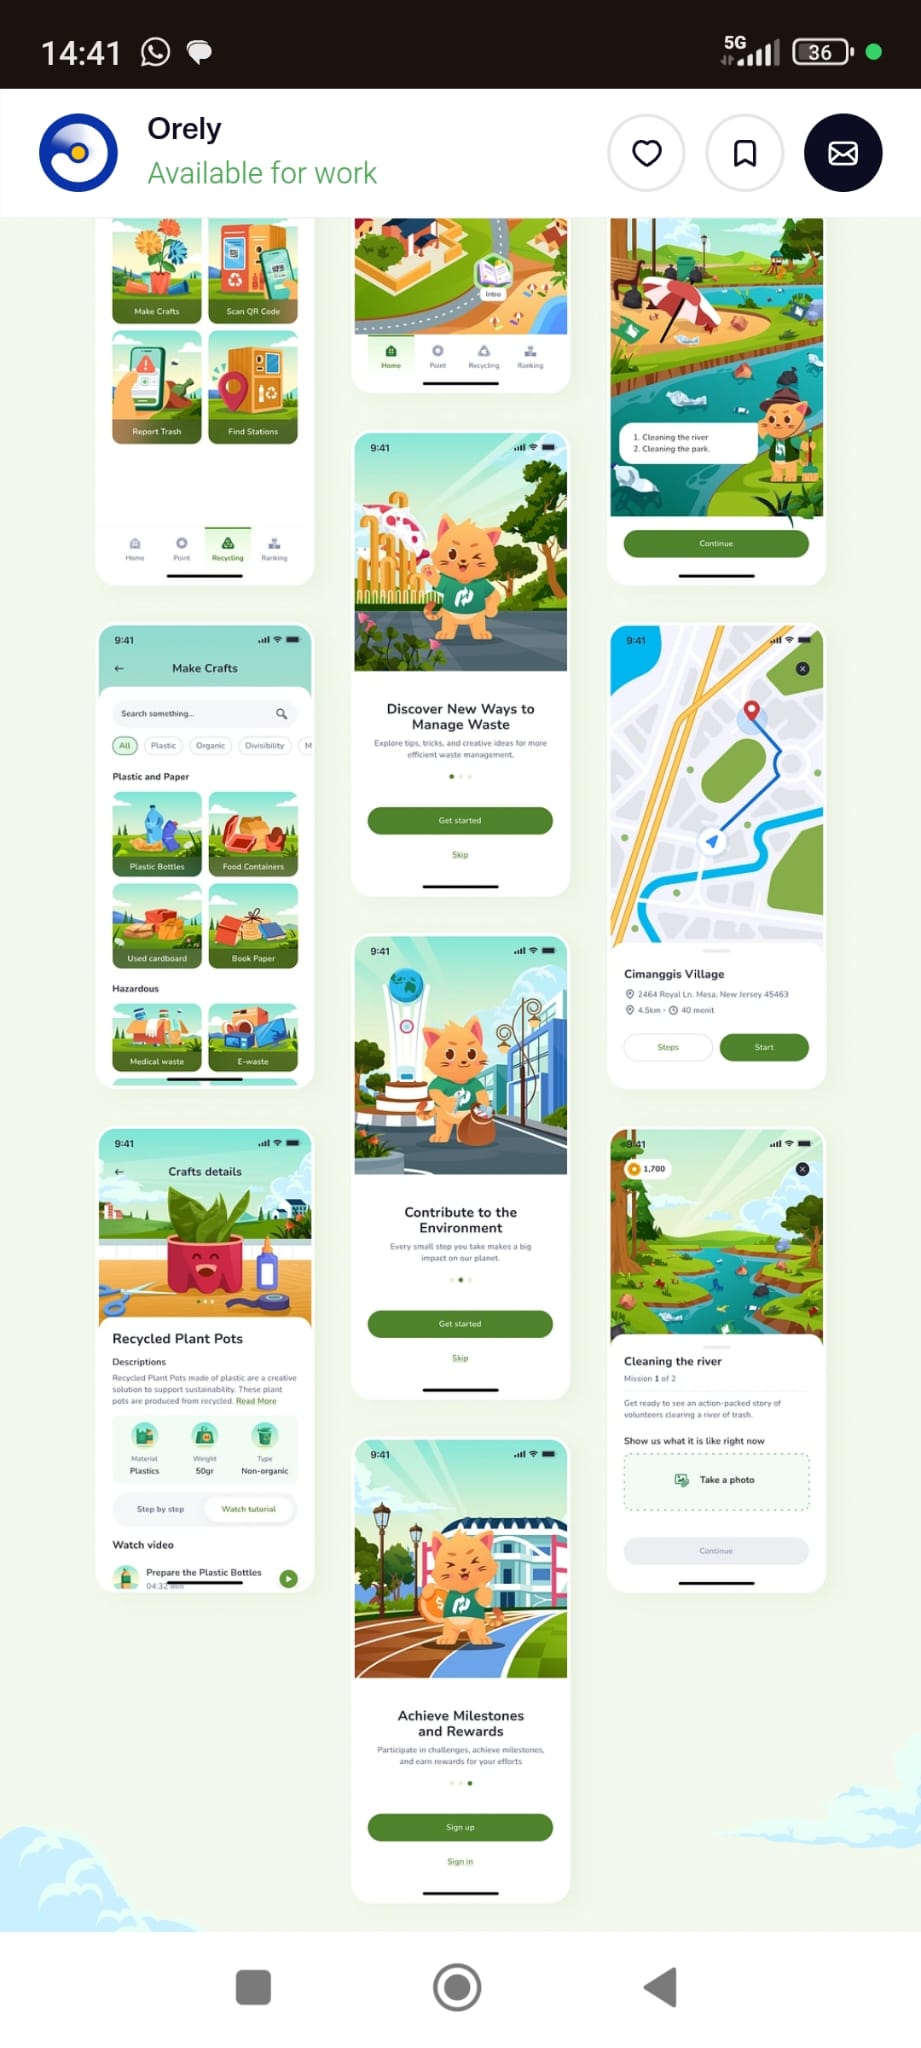 14:41
5G
36
Orely
Available for work
Make Crafts
Scan QR Code
Report Trash
Find Stations
Home
Point
Recycling
Ranking
9:41
Make Crafts
Search something...
All
Plastic
Organic
Divisibility
M
Plastic and Paper
Plastic Bottles
Food Containers
Used cardboard
Book Paper
Hazardous
Medical waste
E-waste
9:41
Crafts details
Recycled Plant Pots
Descriptions
Recycled Plant Pots made of plastic are a creative
solution to support sustainability. These plant
pots are produced from recycled. Read More
Material
Plastics
Weight
50gr
Type
Non-organic
Step by step
Watch tutorial
Watch video
Prepare the Plastic Bottles
04:32 min
Intro
Home
Point
Recycling
Ranking
9:41
Discover New Ways to
Manage Waste
Explore tips, tricks, and creative ideas for more
efficient waste management.
Get started
Skip
9:41
Contribute to the
Environment
Every small step you take makes a big
impact on our planet.
Get started
Skip
9:41
Achieve Milestones
and Rewards
Participate in challenges, achieve milestones,
and earn rewards for your efforts
Sign up
Sign in
1. Cleaning the river
2. Cleaning the park.
Continue
9:41
Cimanggis Village
2464 Royal Ln. Mesa, New Jersey 45463
4.5km - 40 menit
Steps
Start
9:41
1,700
Cleaning the river
Mission 1 of 2
Get ready to see an action-packed story of
volunteers clearing a river of trash.
Show us what it is like right now
Take a photo
Continue